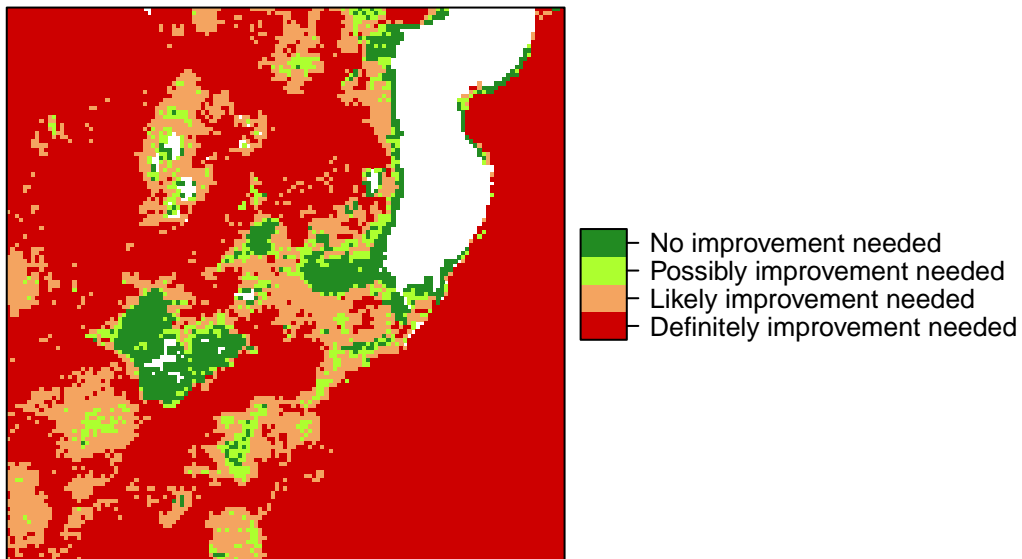 No improvement needed
Possibly improvement needed
Likely improvement needed
Definitely improvement needed